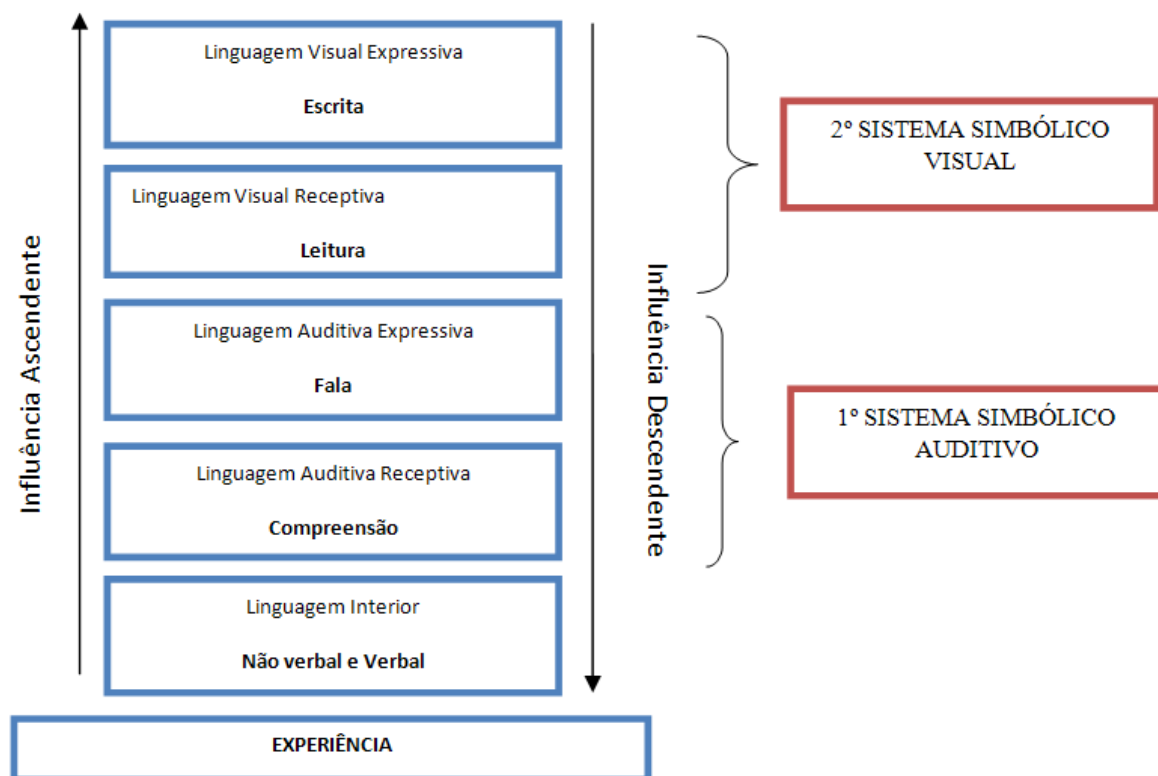 Influência Ascendente
Linguagem Visual Expressiva
Escrita
Linguagem Visual Receptiva
Leitura
Linguagem Auditiva Expressiva
Fala
Linguagem Auditiva Receptiva
Compreensão
Linguagem Interior
Não verbal e Verbal
EXPERIÊNCIA
Influência Descendente
2º SISTEMA SIMBÓLICO
VISUAL
1º SISTEMA SIMBÓLICO
AUDITIVO